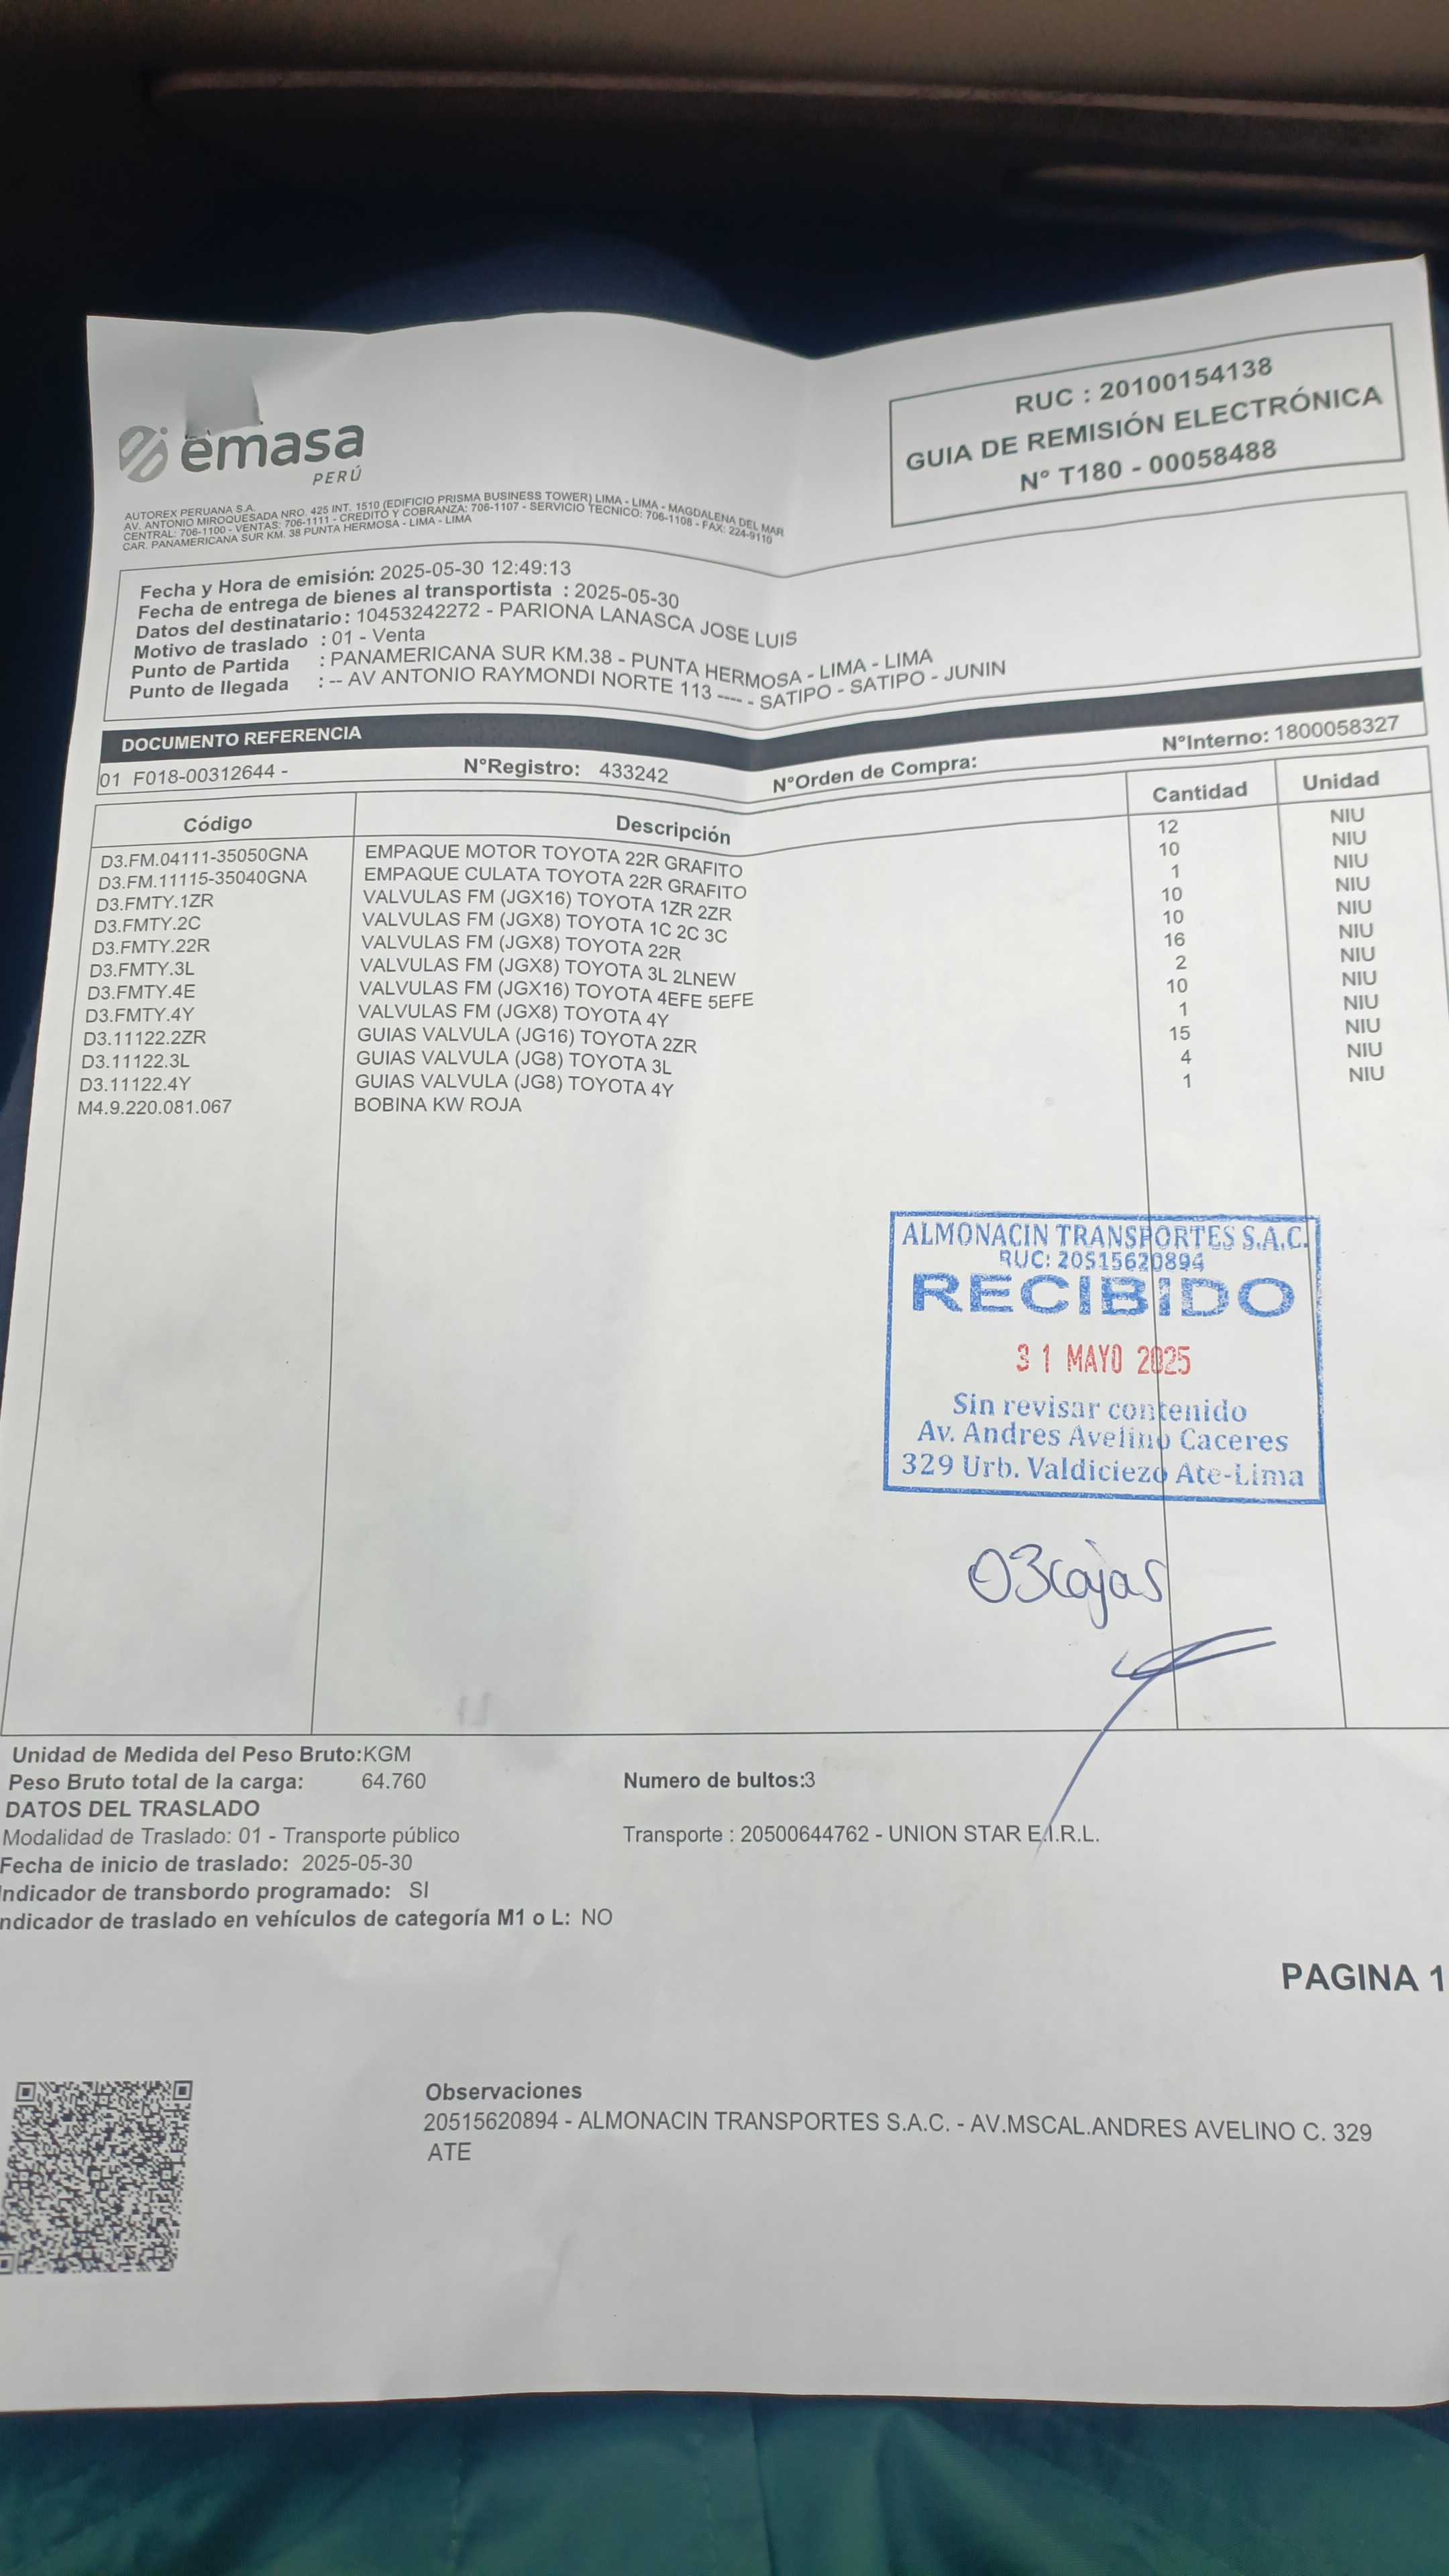 emasa
PERÚ
RUC : 20100154138
GUIA DE REMISIÓN ELECTRÓNICA
N° T180 - 00058488
AUTOREX PERUANA S.A.
AV. ANTONIO MIROQUESADA NRO. 425 INT. 1510 (EDIFICIO PRISMA BUSINESS TOWER) LIMA - LIMA - MAGDALENA DEL MAR
CENTRAL: 706-1100 - VENTAS: 706-1111 - CREDITO Y COBRANZA: 706-1107 - SERVICIO TECNICO: 706-1108 - FAX: 224-9110
CAR. PANAMERICANA SUR KM. 38 PUNTA HERMOSA - LIMA - LIMA
Fecha y Hora de emisión: 2025-05-30 12:49:13
Fecha de entrega de bienes al transportista : 2025-05-30
Datos del destinatario : 10453242272 - PARIONA LANASCA JOSE LUIS
Motivo de traslado : 01 - Venta
Punto de Partida : PANAMERICANA SUR KM.38 - PUNTA HERMOSA - LIMA - LIMA
Punto de llegada : -- AV ANTONIO RAYMONDI NORTE 113 ---- - SATIPO - SATIPO - JUNIN
DOCUMENTO REFERENCIA
01 F018-00312644 - N°Registro: 433242 N°Orden de Compra: N°Interno: 1800058327
Código Descripción Cantidad Unidad
D3.FM.04111-35050GNA EMPAQUE MOTOR TOYOTA 22R GRAFITO 12 NIU
D3.FM.11115-35040GNA EMPAQUE CULATA TOYOTA 22R GRAFITO 10 NIU
D3.FMTY.1ZR VALVULAS FM (JGX16) TOYOTA 1ZR 2ZR 1 NIU
D3.FMTY.2C VALVULAS FM (JGX8) TOYOTA 1C 2C 3C 10 NIU
D3.FMTY.22R VALVULAS FM (JGX8) TOYOTA 22R 10 NIU
D3.FMTY.3L VALVULAS FM (JGX8) TOYOTA 3L 2LNEW 16 NIU
D3.FMTY.4E VALVULAS FM (JGX16) TOYOTA 4EFE 5EFE 2 NIU
D3.FMTY.4Y VALVULAS FM (JGX8) TOYOTA 4Y 10 NIU
D3.11122.2ZR GUIAS VALVULA (JG16) TOYOTA 2ZR 1 NIU
D3.11122.3L GUIAS VALVULA (JG8) TOYOTA 3L 15 NIU
D3.11122.4Y GUIAS VALVULA (JG8) TOYOTA 4Y 4 NIU
M4.9.220.081.067 BOBINA KW ROJA 1 NIU
ALMONACIN TRANSPORTES S.A.C.
RUC: 20515620894
RECIBIDO
31 MAYO 2025
Sin revisar contenido
Av. Andres Avelino Caceres
329 Urb. Valdiciezo Ate-Lima
03 cajas
Unidad de Medida del Peso Bruto:KGM
Peso Bruto total de la carga: 64.760 Numero de bultos:3
DATOS DEL TRASLADO
Modalidad de Traslado: 01 - Transporte público Transporte : 20500644762 - UNION STAR E.I.R.L.
Fecha de inicio de traslado: 2025-05-30
Indicador de transbordo programado: SI
ndicador de traslado en vehículos de categoría M1 o L: NO
PAGINA 1
Observaciones
20515620894 - ALMONACIN TRANSPORTES S.A.C. - AV.MSCAL.ANDRES AVELINO C. 329
ATE